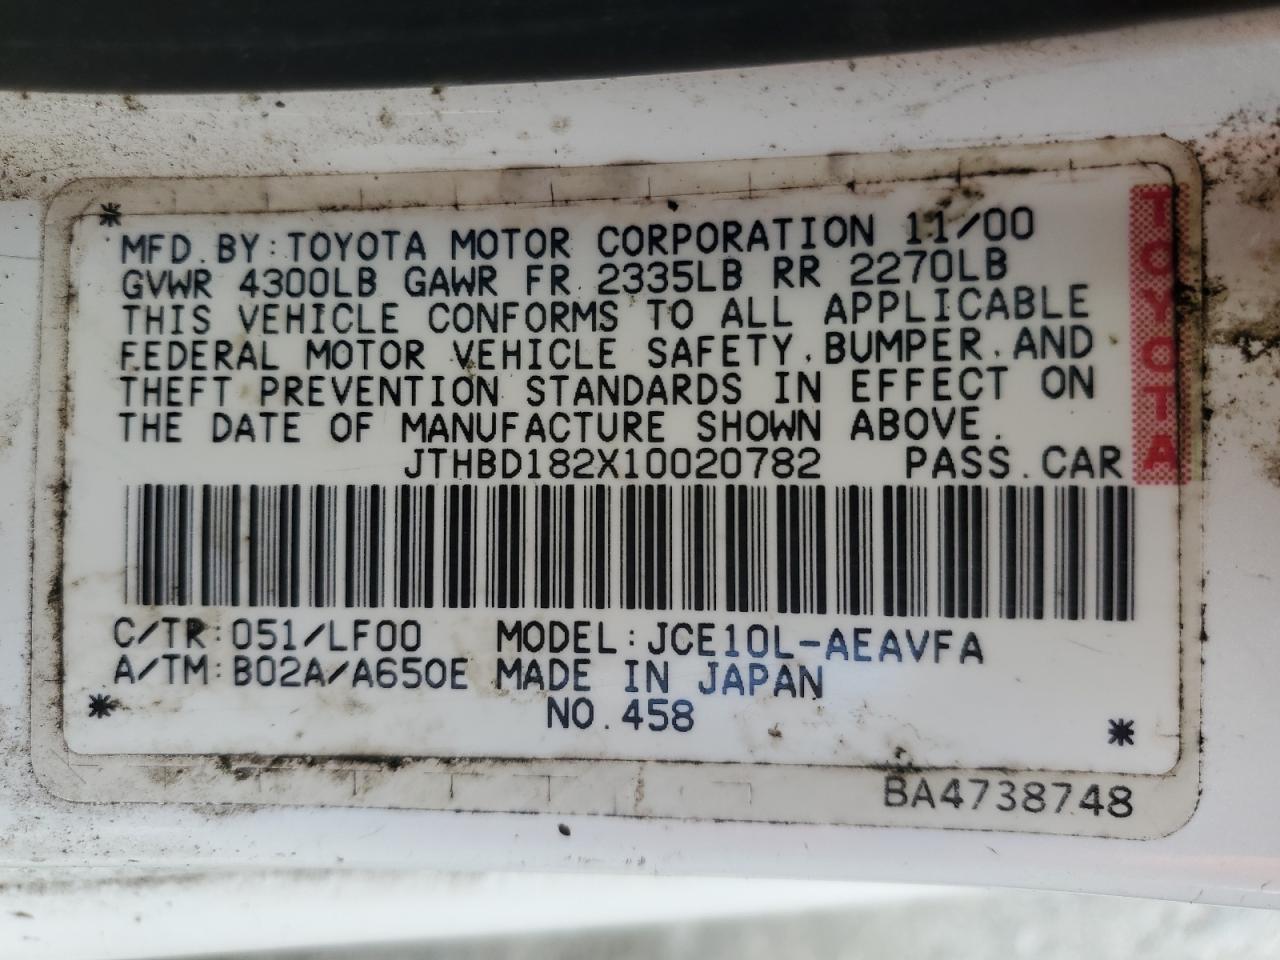 MFD. BY: TOYOTA MOTOR CORPORATION 11/00
GVWR 4300LB GAWR FR 2335LB RR 2270LB
THIS VEHICLE CONFORMS TO ALL APPLICABLE
FEDERAL MOTOR VEHICLE SAFETY, BUMPER, AND
THEFT PREVENTION STANDARDS IN EFFECT ON
THE DATE OF MANUFACTURE SHOWN ABOVE.
JTHBD182X10020782 PASS. CAR
TOYOTA
C/TR: 051/LF00 MODEL: JCE10L-AEAVFA
A/TM: B02A/A650E MADE IN JAPAN
NO. 458
BA4738748